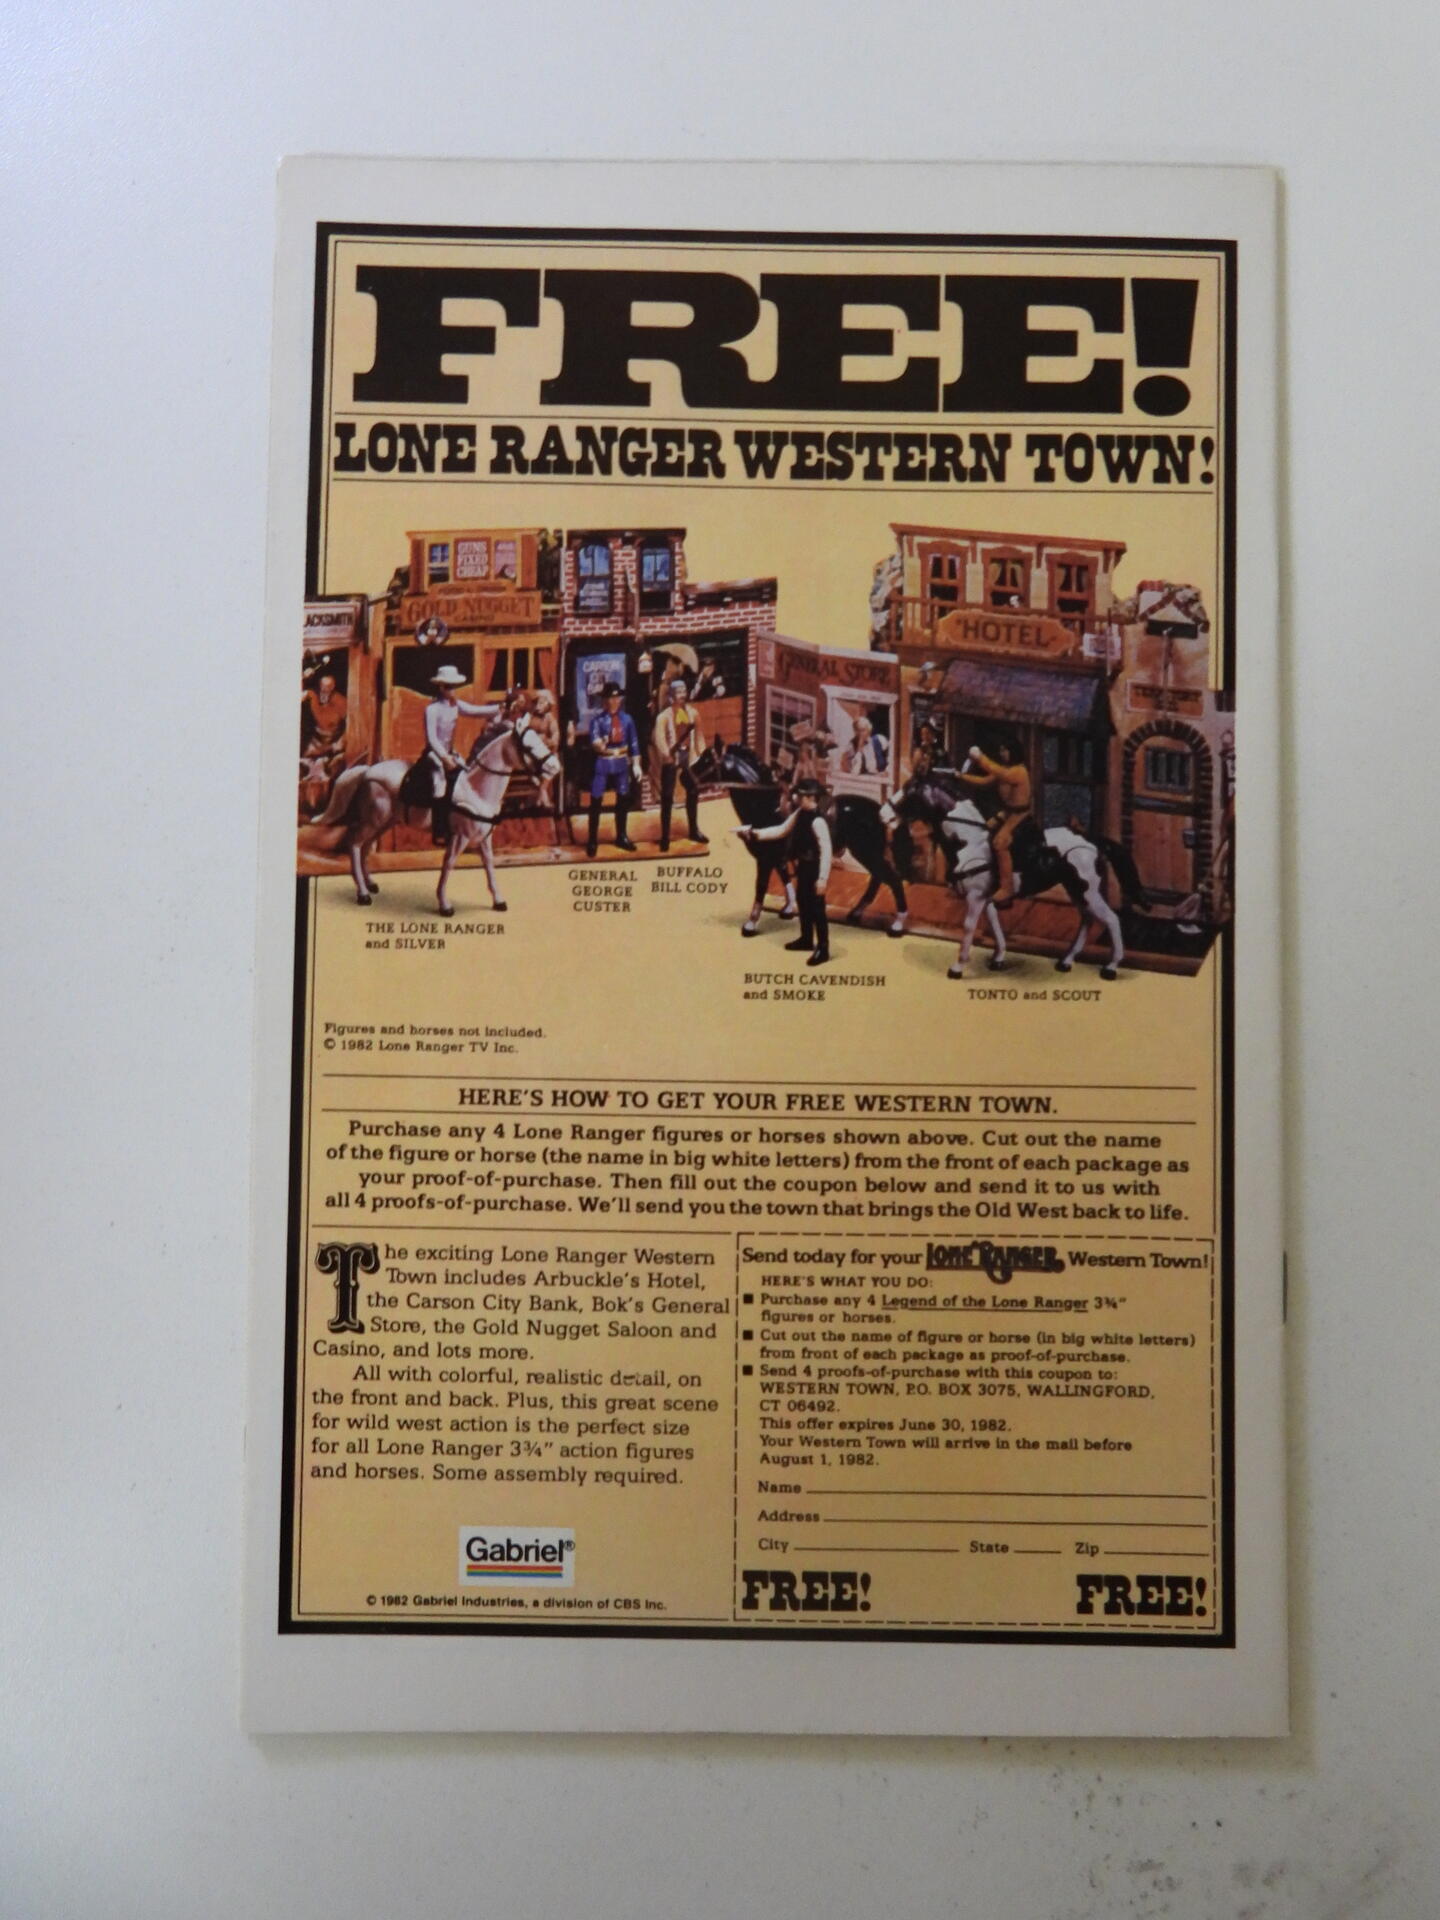 FREE!
LONE RANGER WESTERN TOWN!
GUNS
FIXED
CHEAP
GOLD NUGGET
CASINO
ACKSMITH
CARSON
CITY
GENERAL STORE
HOTEL
GENERAL
GEORGE
CUSTER
BUFFALO
BILL CODY
THE LONE RANGER
and SILVER
BUTCH CAVENDISH
and SMOKE
TONTO and SCOUT
Figures and horses not included.
© 1982 Lone Ranger TV Inc.
HERE'S HOW TO GET YOUR FREE WESTERN TOWN.
Purchase any 4 Lone Ranger figures or horses shown above. Cut out the name
of the figure or horse (the name in big white letters) from the front of each package as
your proof-of-purchase. Then fill out the coupon below and send it to us with
all 4 proofs-of-purchase. We'll send you the town that brings the Old West back to life.
The exciting Lone Ranger Western
Town includes Arbuckle's Hotel,
the Carson City Bank, Bok's General
Store, the Gold Nugget Saloon and
Casino, and lots more.
All with colorful, realistic detail, on
the front and back. Plus, this great scene
for wild west action is the perfect size
for all Lone Ranger 3¾" action figures
and horses. Some assembly required.
Gabriel®
© 1982 Gabriel Industries, a division of CBS Inc.
Send today for your LONE RANGER Western Town!
HERE'S WHAT YOU DO:
■ Purchase any 4 Legend of the Lone Ranger 3¾"
figures or horses.
■ Cut out the name of figure or horse (in big white letters)
from front of each package as proof-of-purchase.
■ Send 4 proofs-of-purchase with this coupon to:
WESTERN TOWN, P.O. BOX 3075, WALLINGFORD,
CT 06492.
This offer expires June 30, 1982.
Your Western Town will arrive in the mail before
August 1, 1982.
Name
Address
City State Zip
FREE! FREE!